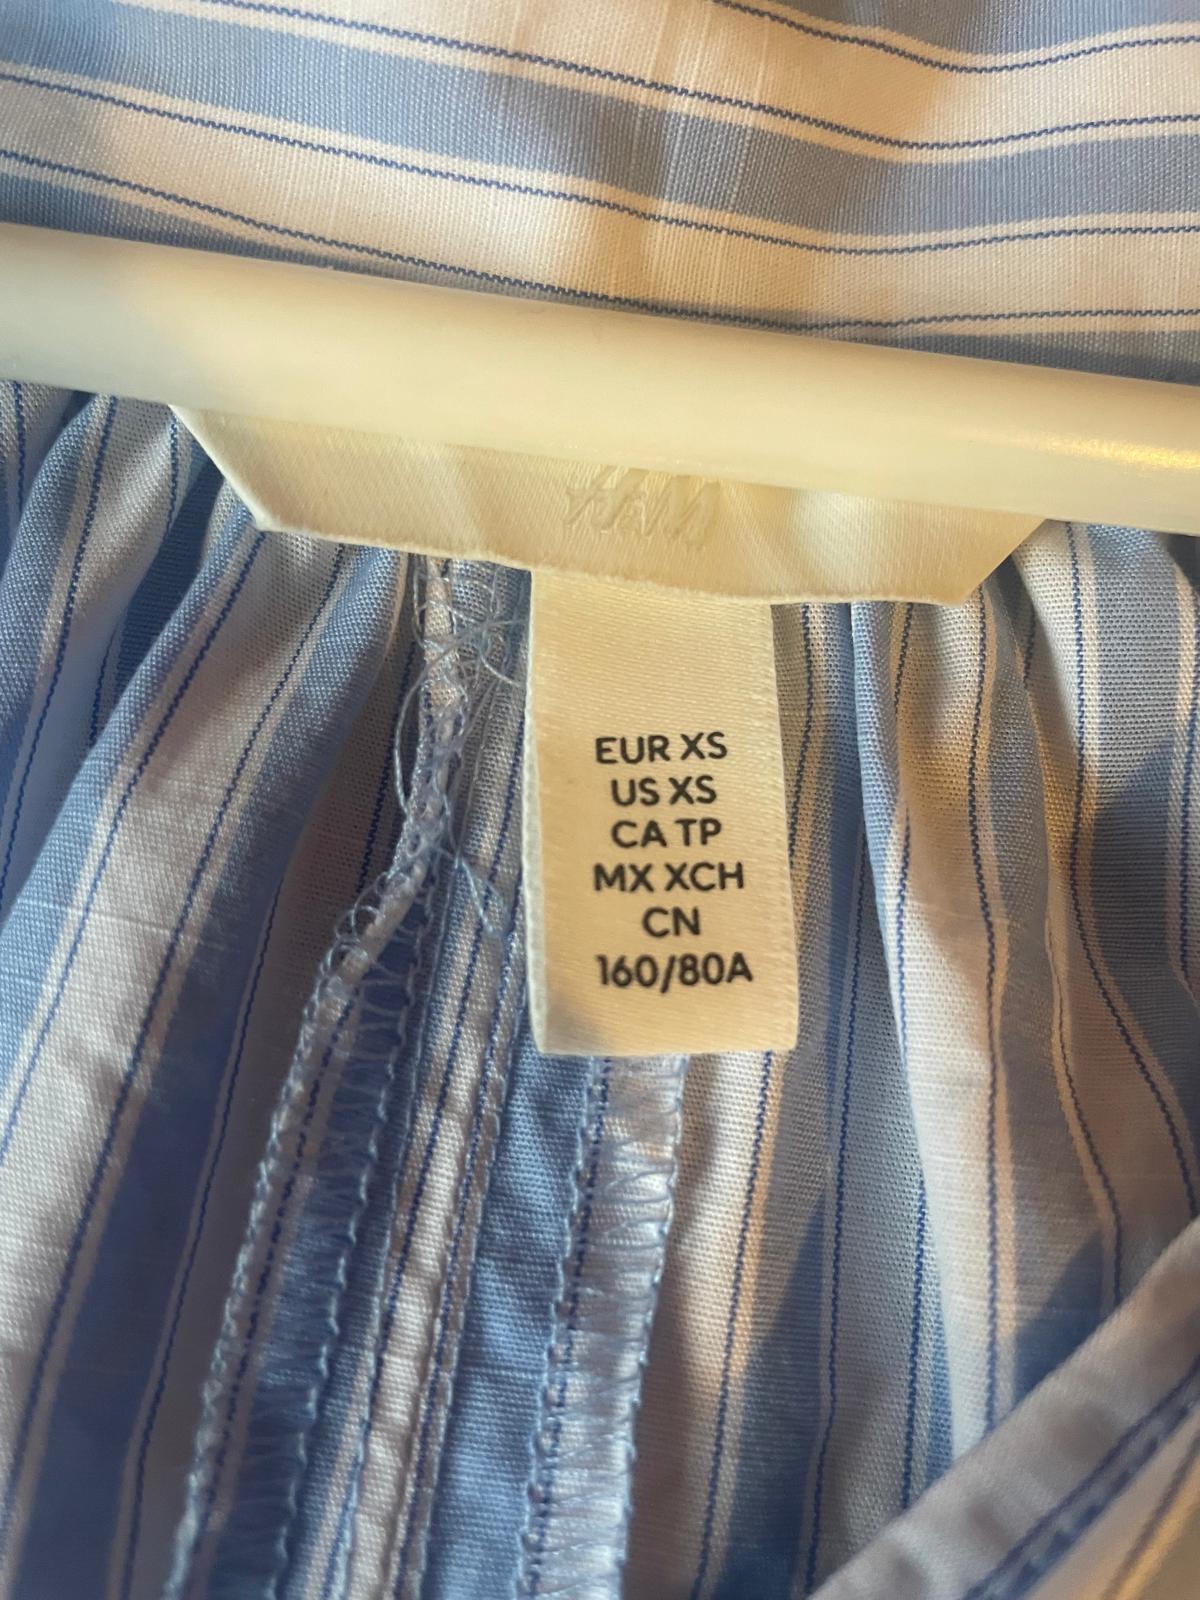 H&M
EUR XS
US XS
CA TP
MX XCH
CN
160/80A